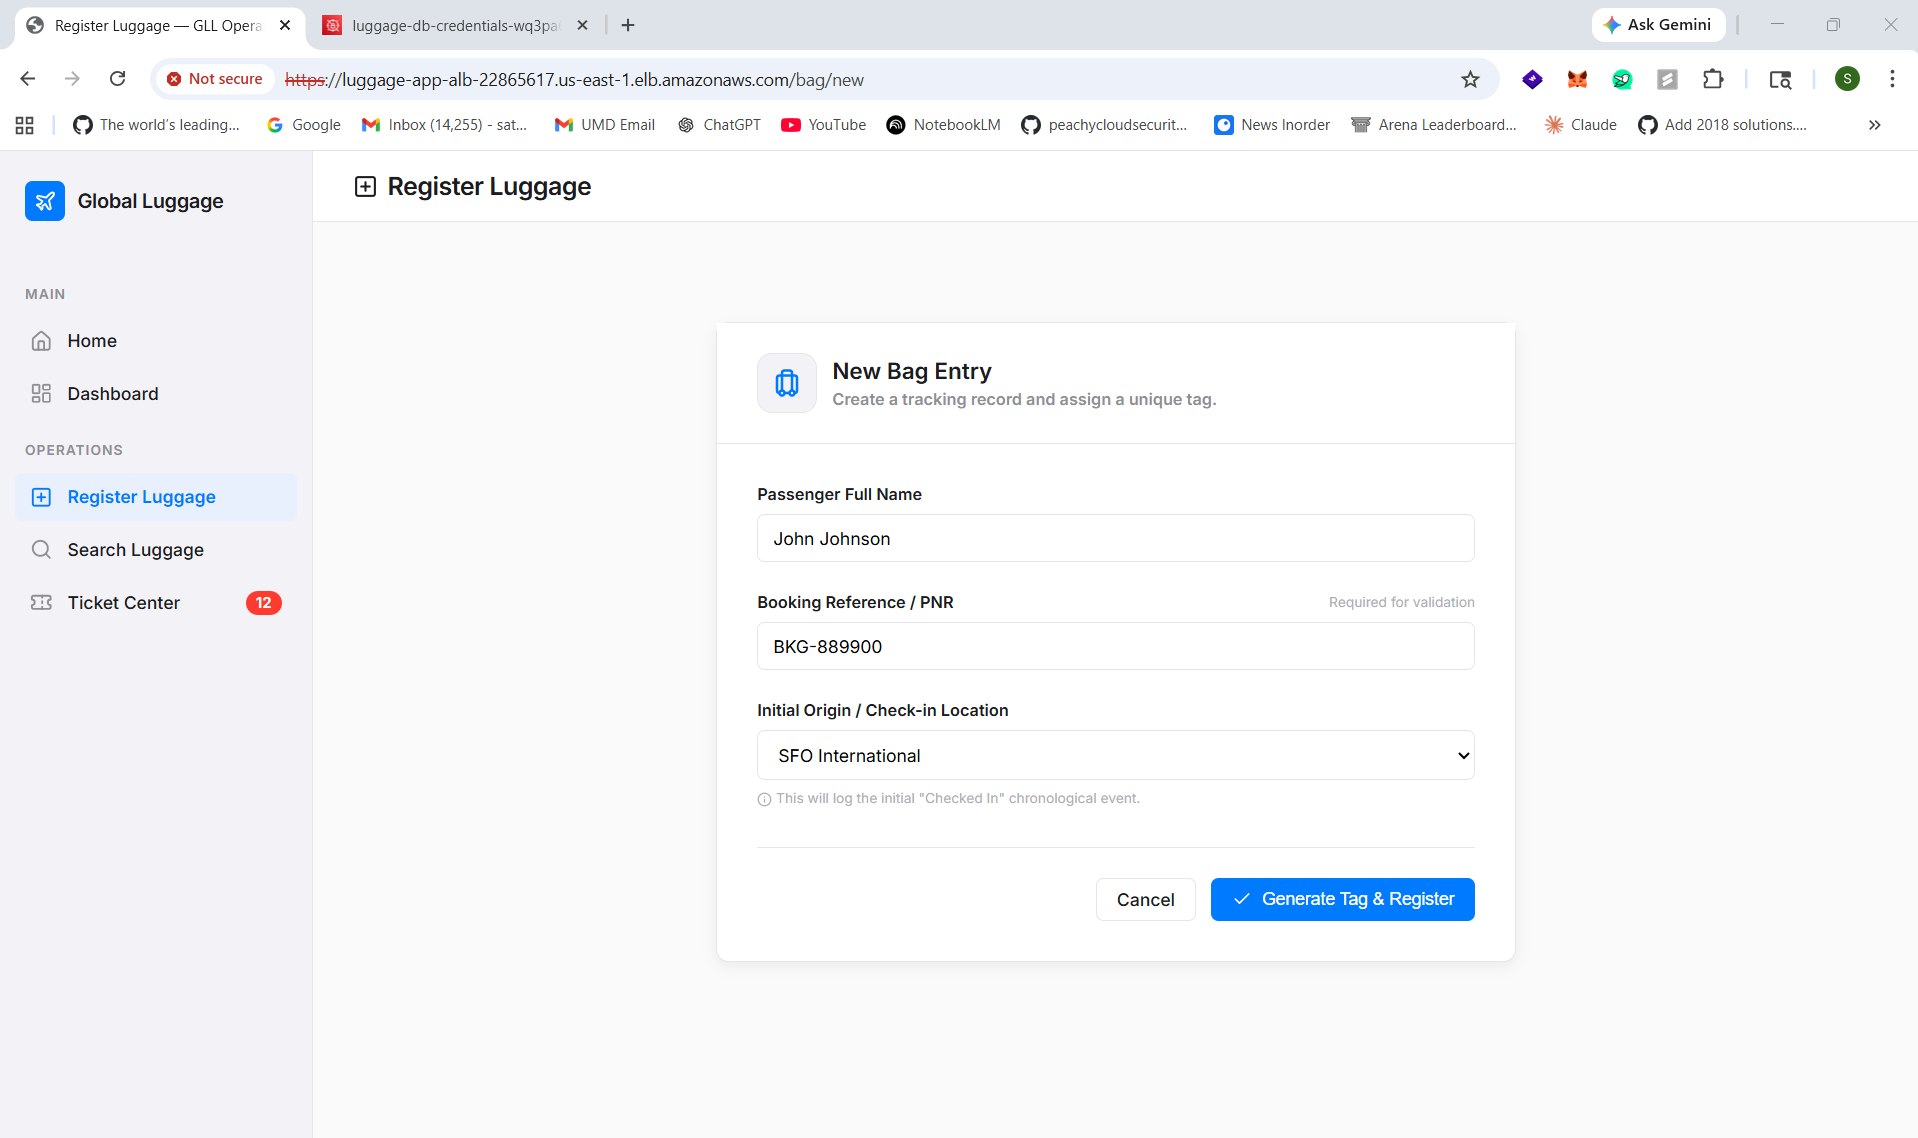 Register Luggage — GLL Opera
luggage-db-credentials-wq3pa
Ask Gemini
Not secure
https://luggage-app-alb-22865617.us-east-1.elb.amazonaws.com/bag/new
S
The world's leading...
Google
Inbox (14,255) - sat...
UMD Email
ChatGPT
YouTube
NotebookLM
peachycloudsecurit...
News Inorder
Arena Leaderboard...
Claude
Add 2018 solutions....
Global Luggage
Register Luggage
MAIN
Home
Dashboard
OPERATIONS
Register Luggage
Search Luggage
Ticket Center
12
New Bag Entry
Create a tracking record and assign a unique tag.
Passenger Full Name
John Johnson
Booking Reference / PNR
Required for validation
BKG-889900
Initial Origin / Check-in Location
SFO International
This will log the initial "Checked In" chronological event.
Cancel
Generate Tag & Register